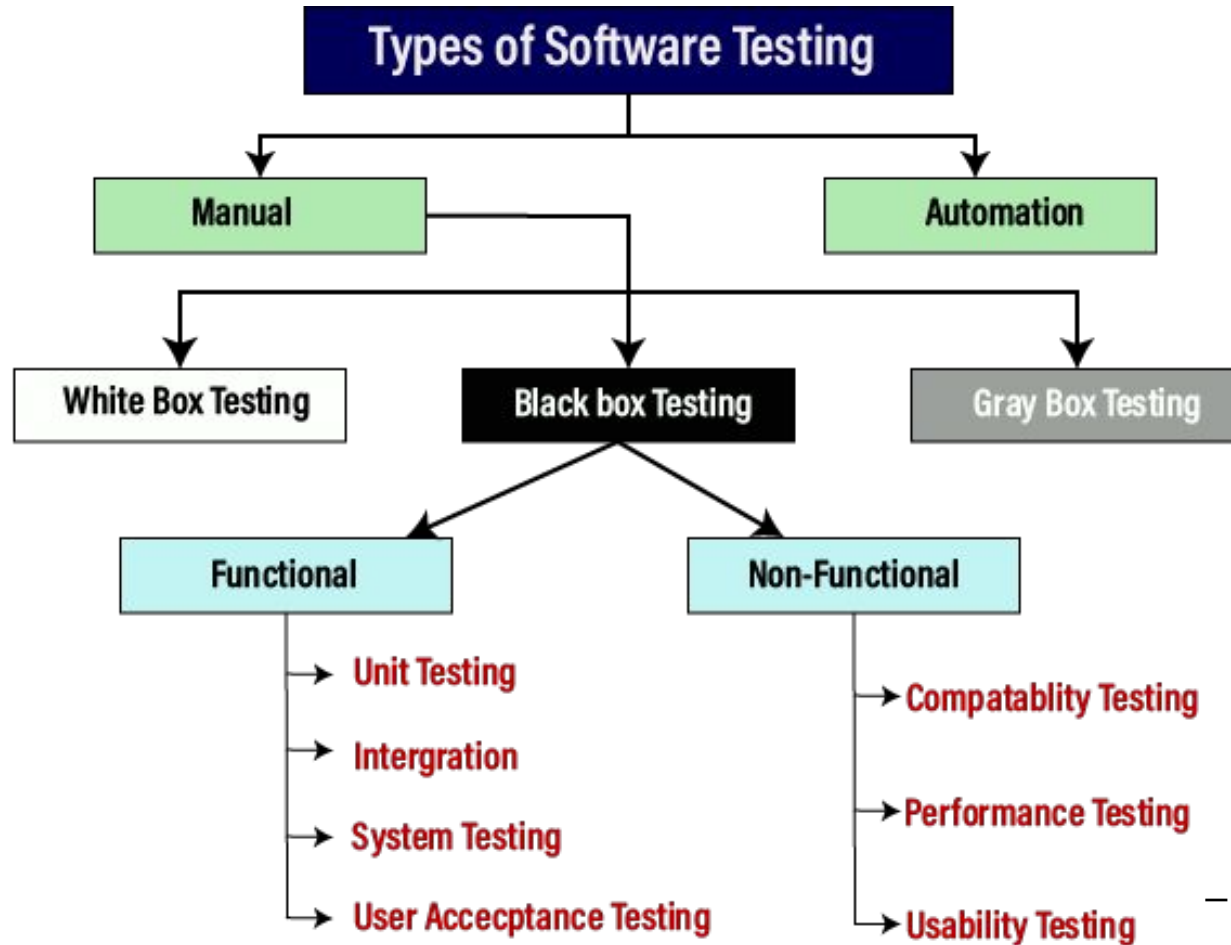 Types of Software Testing
Manual
Automation
White Box Testing
Black box Testing
Gray Box Testing
Functional
Non-Functional
Unit Testing
Intergration
System Testing
User Accecptance Testing
Compatablity Testing
Performance Testing
Usability Testing